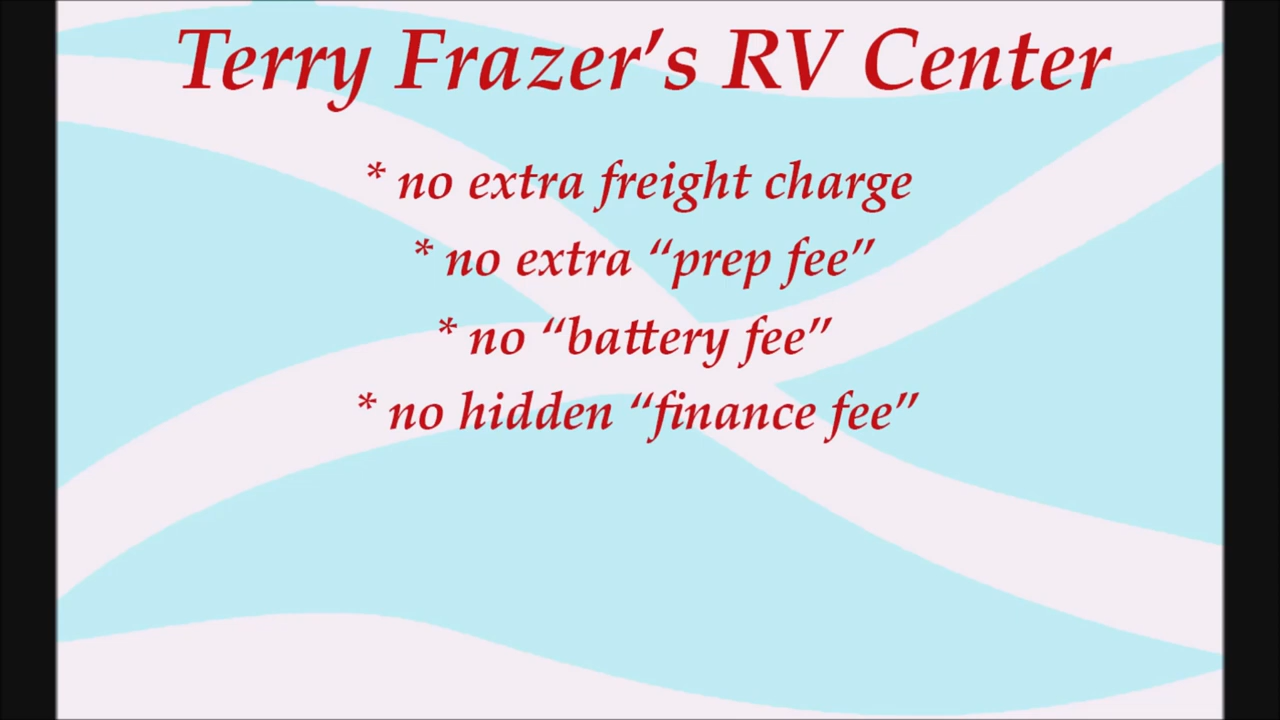 Terry Frazer’s RV Center
* no extra freight charge
* no extra “prep fee”
* no “battery fee”
* no hidden “finance fee”